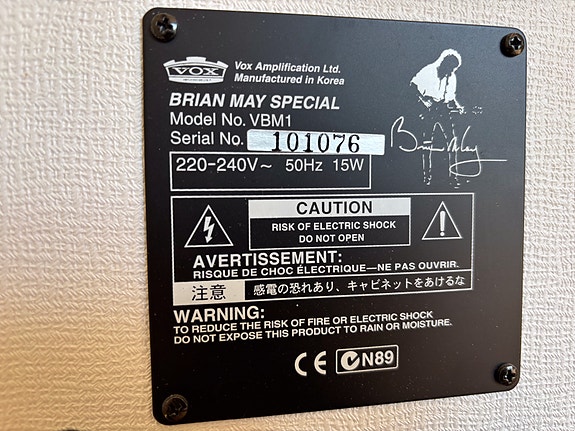 VOX
Vox Amplification Ltd.
Manufactured in Korea
BRIAN MAY SPECIAL
Model No. VBM1
Serial No. 101076
220-240V~ 50Hz 15W
Brian May
CAUTION
RISK OF ELECTRIC SHOCK
DO NOT OPEN
AVERTISSEMENT:
RISQUE DE CHOC ÉLECTRIQUE—NE PAS OUVRIR.
注意 感電の恐れあり、キャビネットをあけるな
WARNING:
TO REDUCE THE RISK OF FIRE OR ELECTRIC SHOCK
DO NOT EXPOSE THIS PRODUCT TO RAIN OR MOISTURE.
CE N89